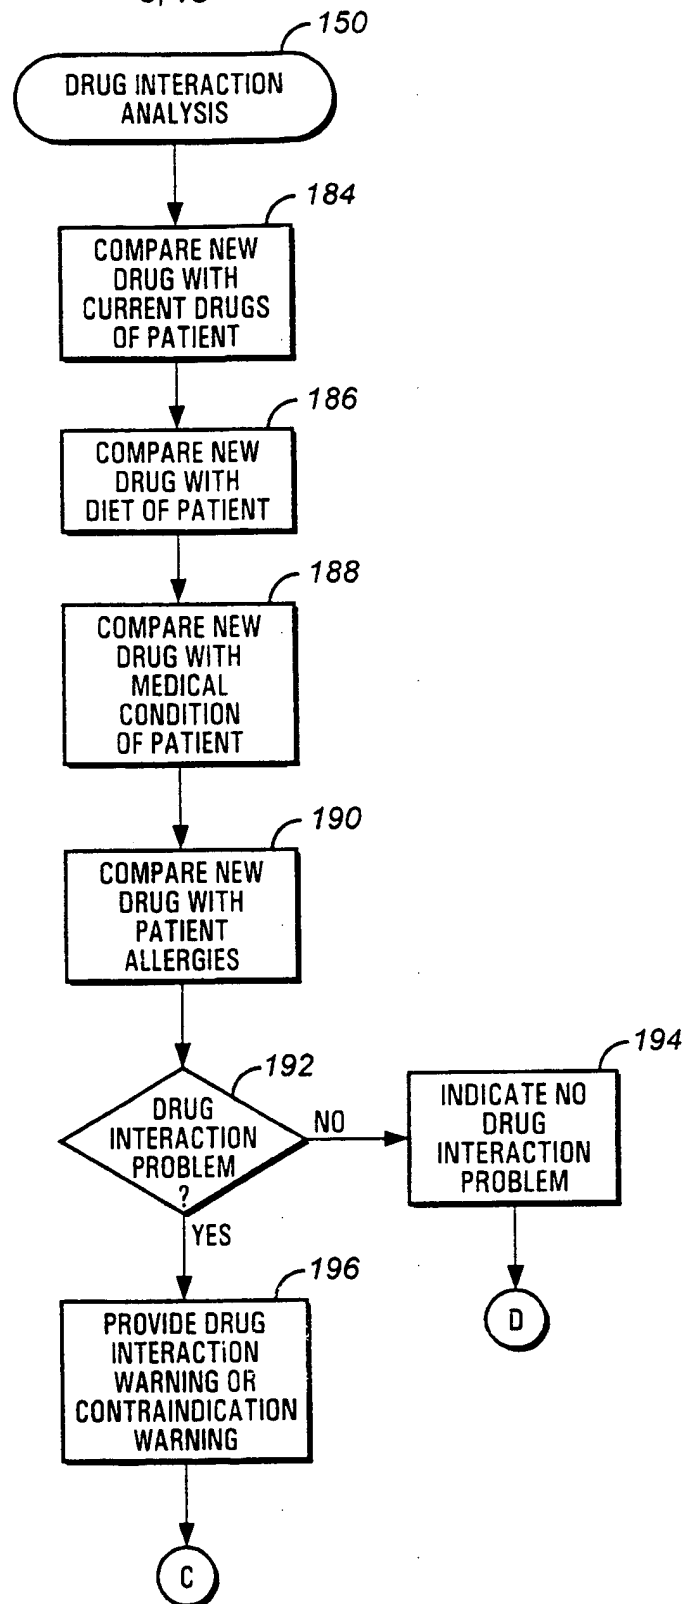 150
DRUG INTERACTION
ANALYSIS
184
COMPARE NEW
DRUG WITH
CURRENT DRUGS
OF PATIENT
186
COMPARE NEW
DRUG WITH
DIET OF PATIENT
188
COMPARE NEW
DRUG WITH
MEDICAL
CONDITION
OF PATIENT
190
COMPARE NEW
DRUG WITH
PATIENT
ALLERGIES
192
DRUG
INTERACTION
PROBLEM
?
NO
194
INDICATE NO
DRUG
INTERACTION
PROBLEM
D
YES
196
PROVIDE DRUG
INTERACTION
WARNING OR
CONTRAINDICATION
WARNING
C